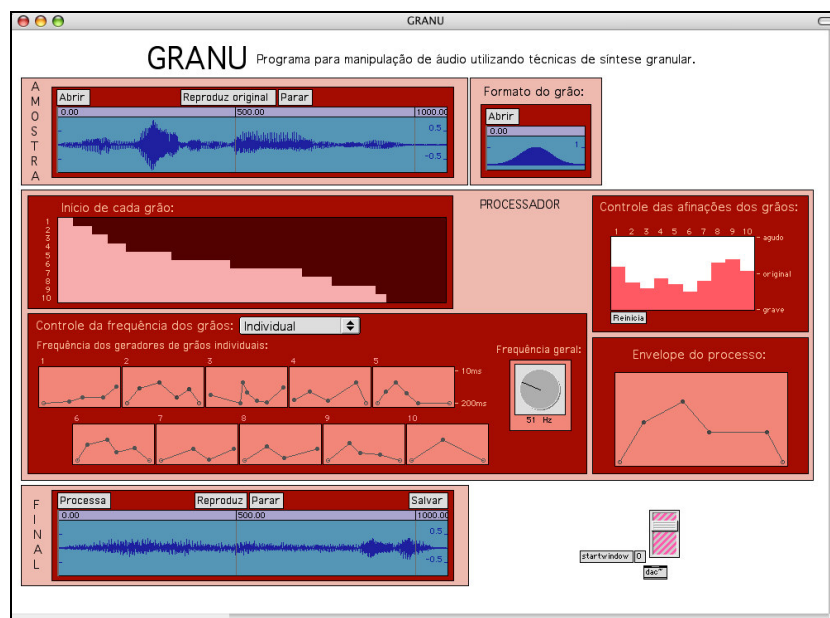 GRANU
GRANU Programa para manipulação de áudio utilizando técnicas de síntese granular.
AMOSTRA
Abrir Reproduz original Parar
0.00 500.00 1000.00
0.5
-0.5
Formato do grão:
Abrir
0.00
1
PROCESSADOR
Início de cada grão:
1
2
3
4
5
6
7
8
9
10
Controle das afinações dos grãos:
1 2 3 4 5 6 7 8 9 10
agudo
original
grave
Reinicia
Controle da frequência dos grãos: Individual
Frequência dos geradores de grãos individuais:
1 2 3 4 5
10ms
200ms
6 7 8 9 10
Frequência geral:
51 Hz
Envelope do processo:
FINAL
Processa Reproduz Parar Salvar
0.00 500.00 1000.00
0.5
-0.5
startwindow 0
dac~